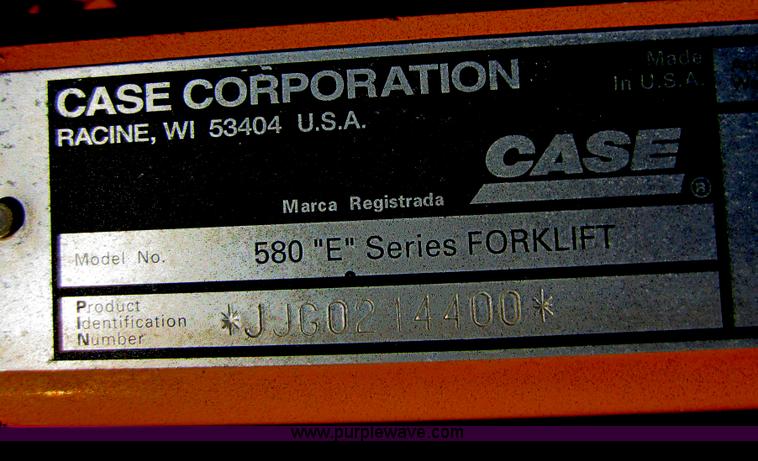 CASE CORPORATION
Made
In U.S.A.
RACINE, WI 53404 U.S.A.
CASE ®
Marca Registrada
Model No. 580 "E" Series FORKLIFT
Product
Identification
Number
*JJG0214400*
www.purplewave.com